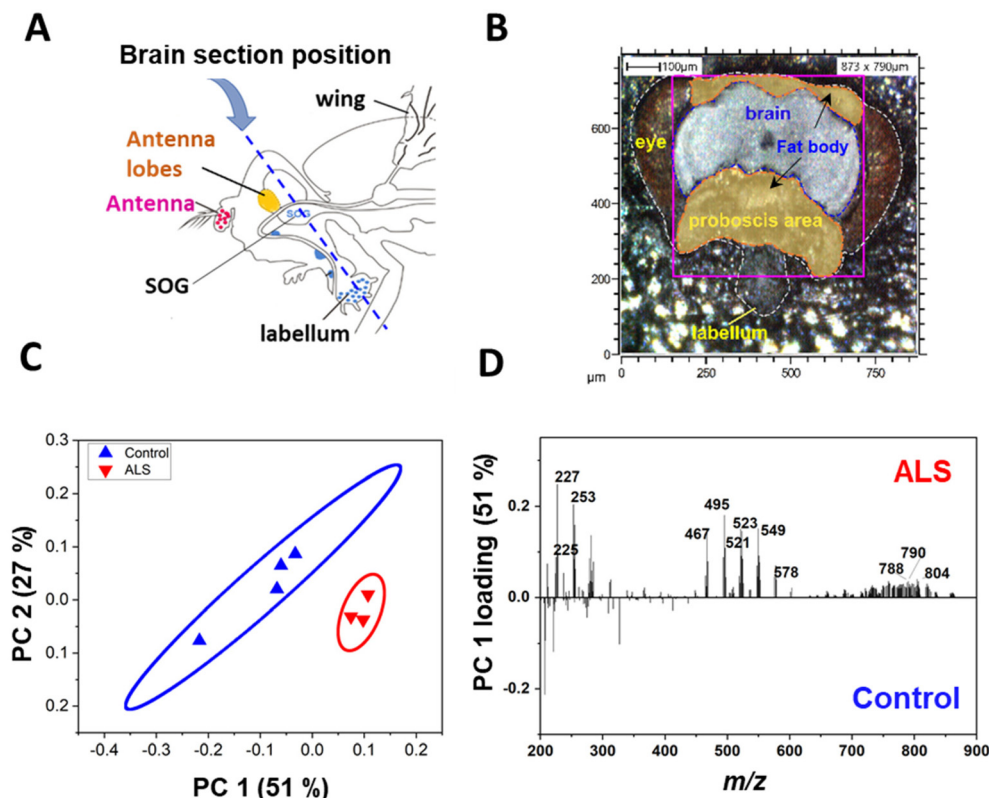 A
Brain section position
wing
Antenna
lobes
Antenna
SOG
SOG
labellum
B
100µm
873 x 790µm
brain
eye
Fat body
proboscis area
labellum
600
400
200
0
µm
0
250
500
750
C
Control
ALS
0.3
0.2
0.1
0.0
0.1
0.2
PC 2 (27 %)
-0.4
-0.3
-0.2
-0.1
0.0
0.1
0.2
PC 1 (51 %)
D
ALS
Control
227
253
225
467
495
521
523
549
578
788
790
804
0.2
0.0
-0.2
PC 1 loading (51 %)
200
300
400
500
600
700
800
900
m/z